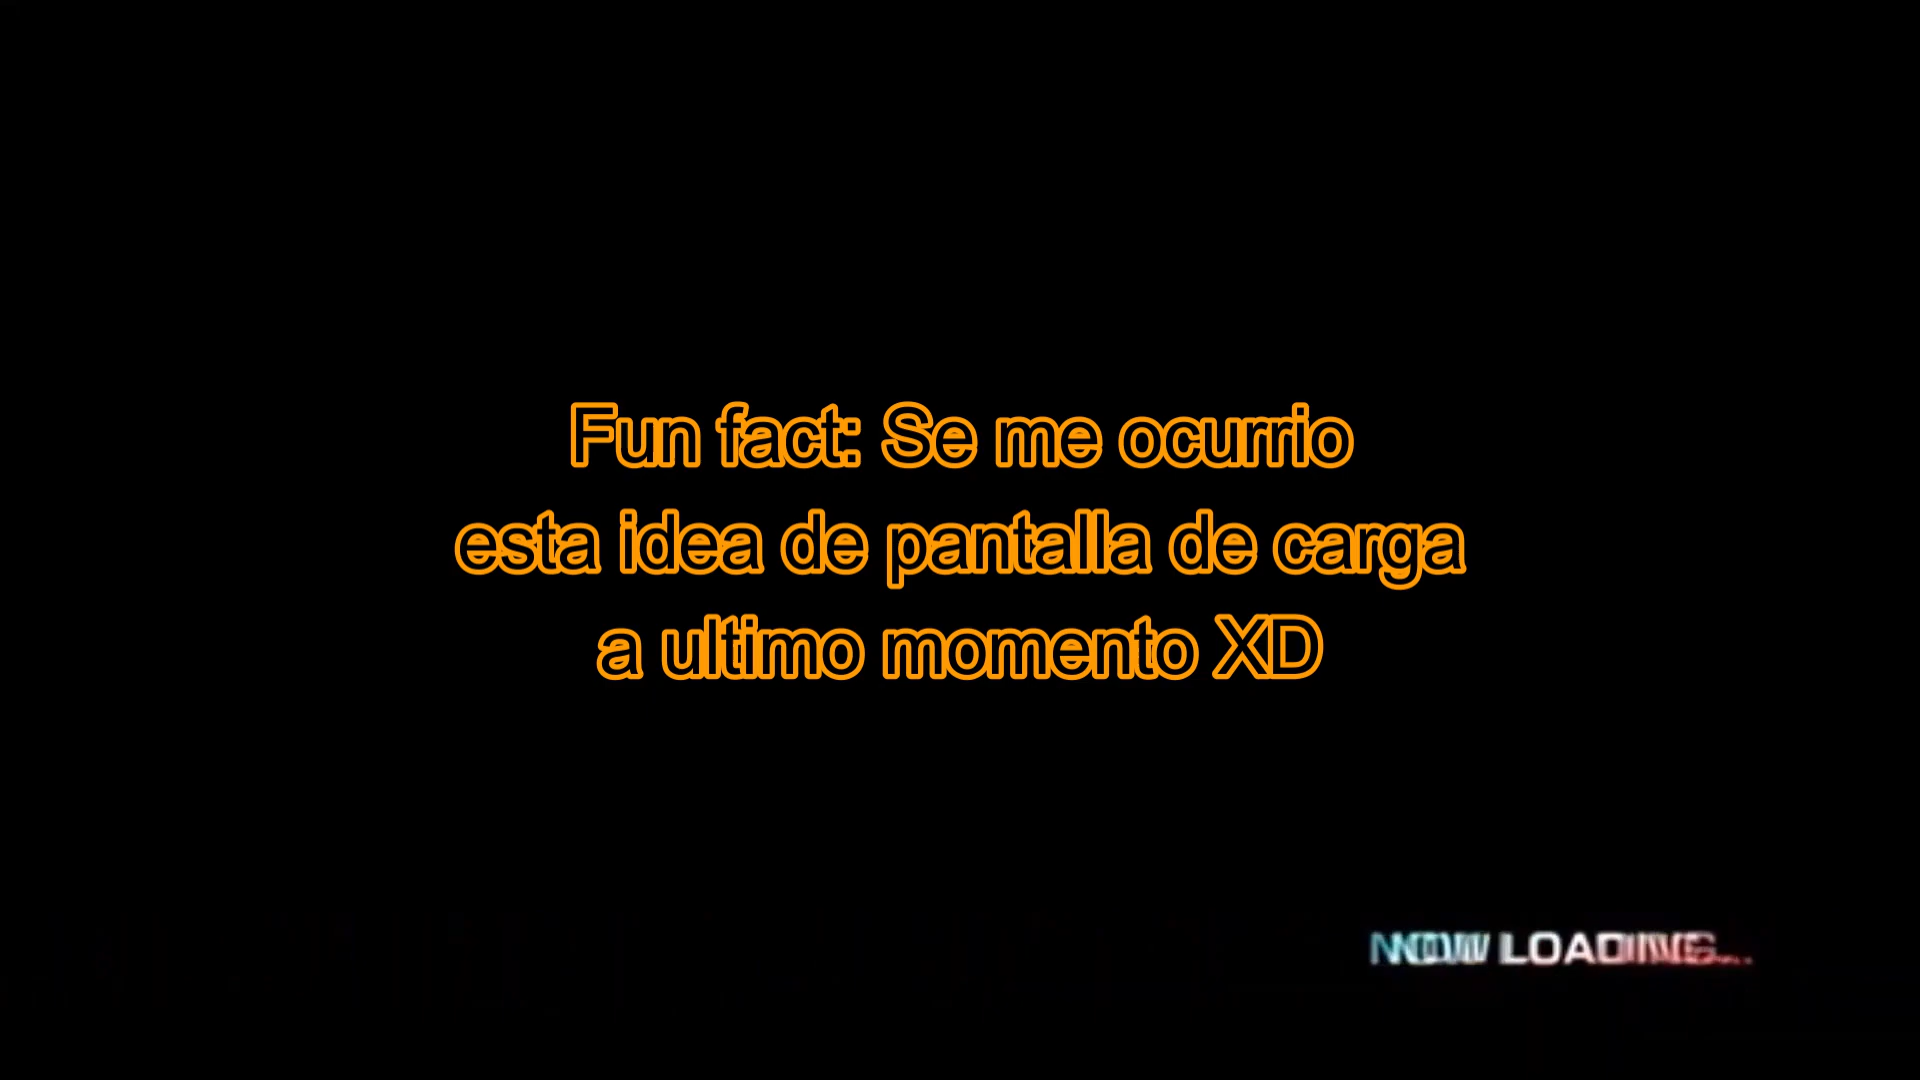 Fun fact: Se me ocurrio
esta idea de pantalla de carga
a ultimo momento XD
NOW LOADING...